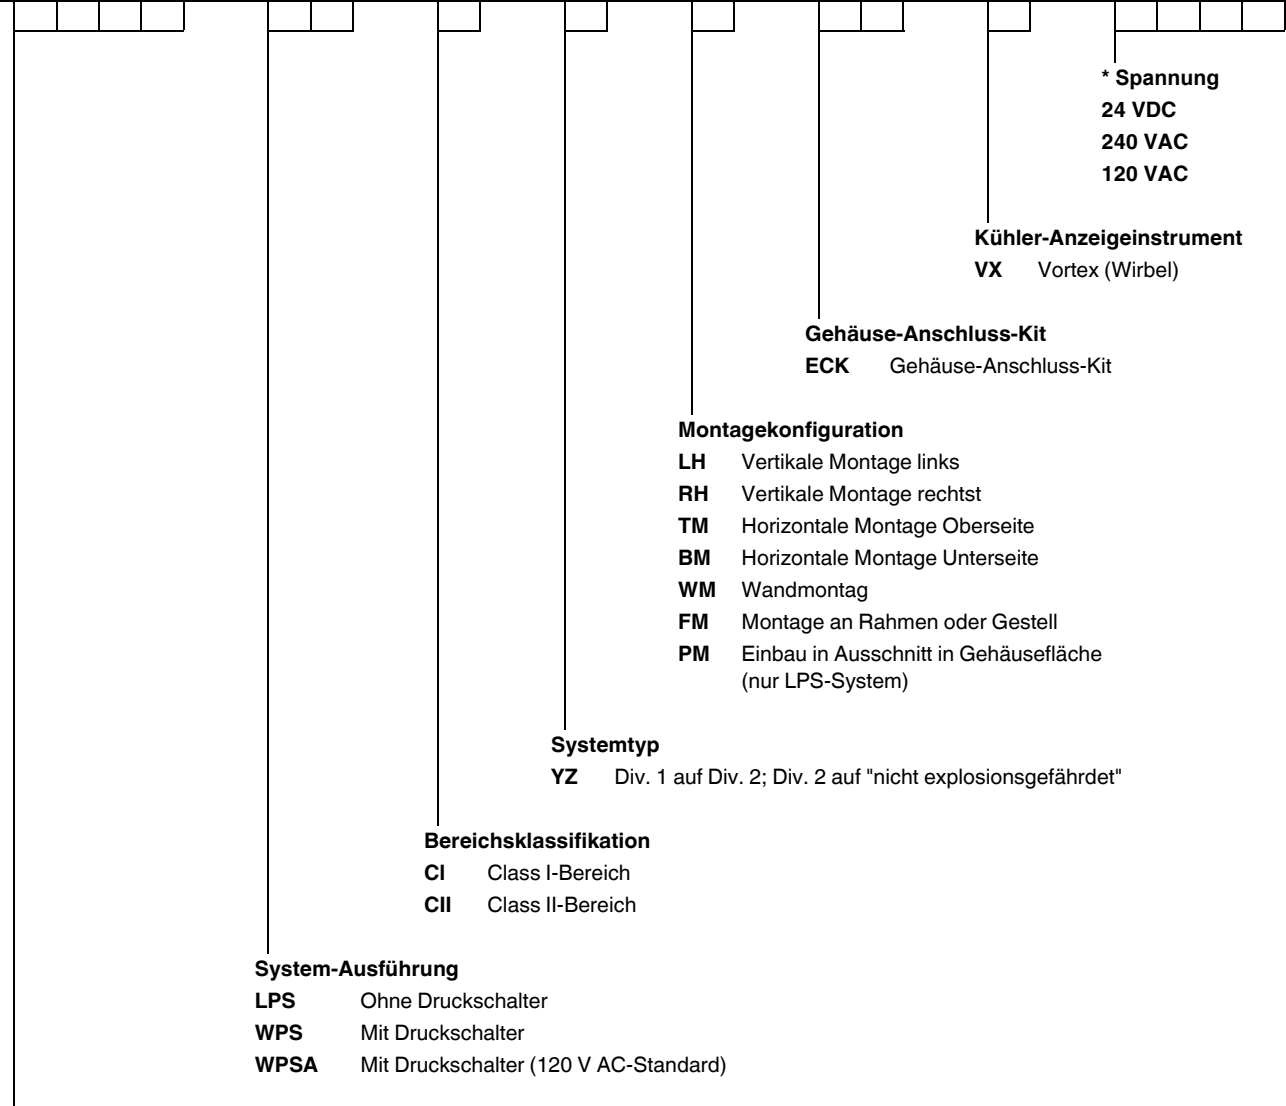 * Spannung
24 VDC
240 VAC
120 VAC
Kühler-Anzeigeinstrument
VX Vortex (Wirbel)
Gehäuse-Anschluss-Kit
ECK Gehäuse-Anschluss-Kit
Montagekonfiguration
LH Vertikale Montage links
RH Vertikale Montage rechtst
TM Horizontale Montage Oberseite
BM Horizontale Montage Unterseite
WM Wandmontag
FM Montage an Rahmen oder Gestell
PM Einbau in Ausschnitt in Gehäusefläche
(nur LPS-System)
Systemtyp
YZ Div. 1 auf Div. 2; Div. 2 auf "nicht explosionsgefährdet"
Bereichsklassifikation
CI Class I-Bereich
CII Class II-Bereich
System-Ausführung
LPS Ohne Druckschalter
WPS Mit Druckschalter
WPSA Mit Druckschalter (120 V AC-Standard)